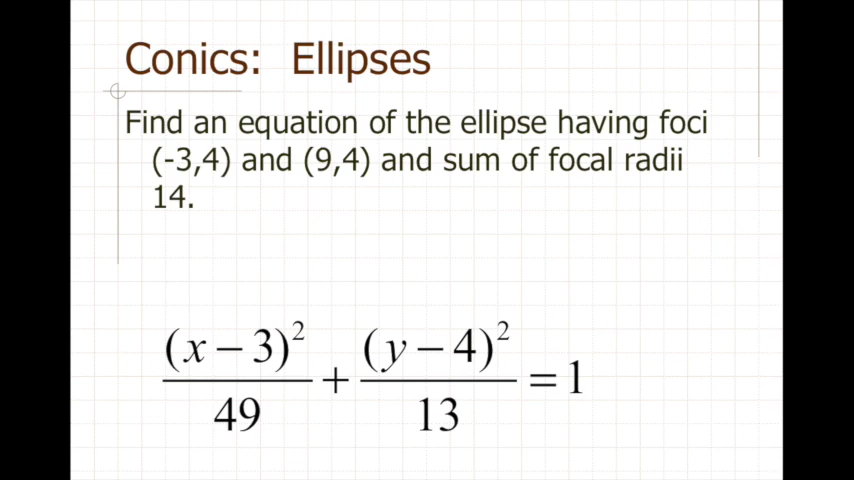 Conics: Ellipses
Find an equation of the ellipse having foci
(-3,4) and (9,4) and sum of focal radii
14.
(x − 3)²/49 + (y − 4)²/13 = 1